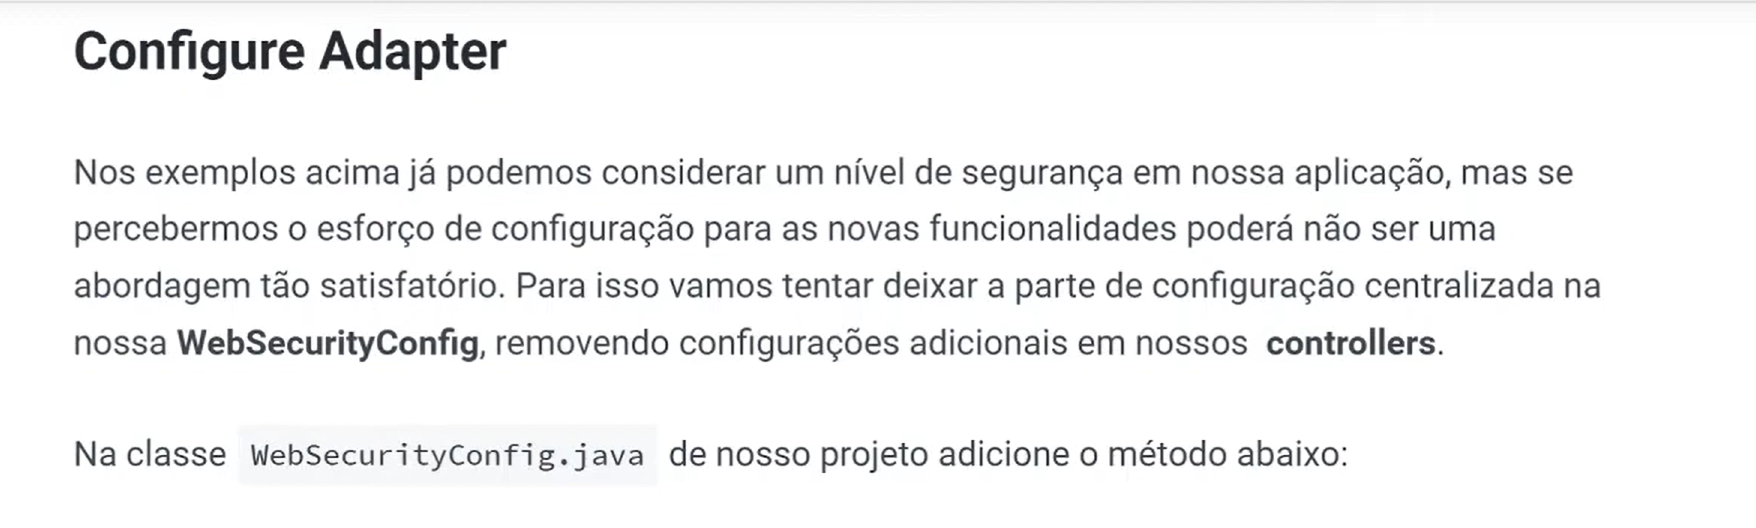 Configure Adapter
Nos exemplos acima já podemos considerar um nível de segurança em nossa aplicação, mas se
percebermos o esforço de configuração para as novas funcionalidades poderá não ser uma
abordagem tão satisfatório. Para isso vamos tentar deixar a parte de configuração centralizada na
nossa WebSecurityConfig, removendo configurações adicionais em nossos controllers.
Na classe WebSecurityConfig.java de nosso projeto adicione o método abaixo: